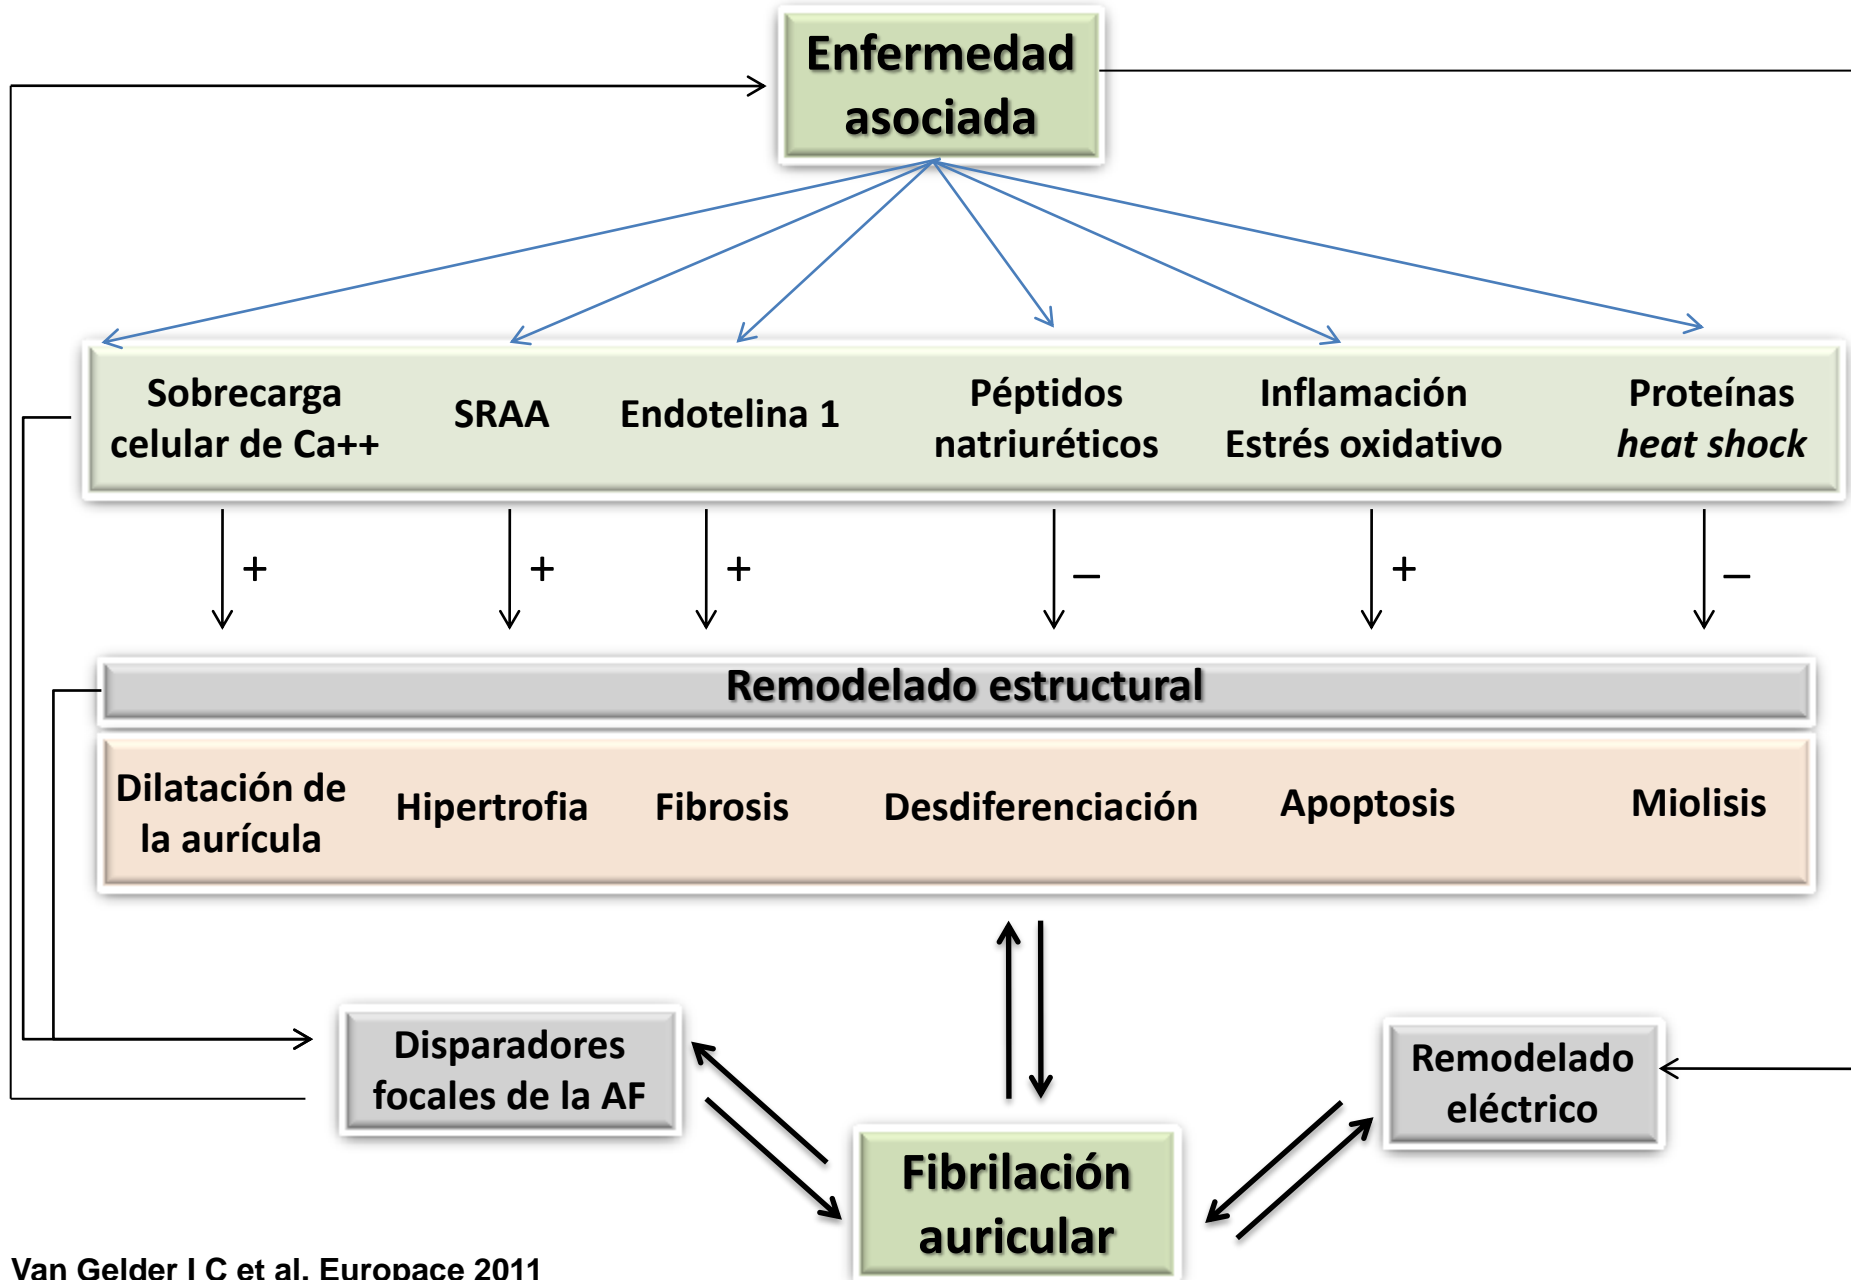 Enfermedad
asociada
Sobrecarga
celular de Ca++
SRAA
Endotelina 1
Péptidos
natriuréticos
Inflamación
Estrés oxidativo
Proteínas
heat shock
+
+
+
–
+
–
Remodelado estructural
Dilatación de
la aurícula
Hipertrofia
Fibrosis
Desdiferenciación
Apoptosis
Miolisis
Disparadores
focales de la AF
Remodelado
eléctrico
Fibrilación
auricular
Van Gelder I C et al. Europace 2011